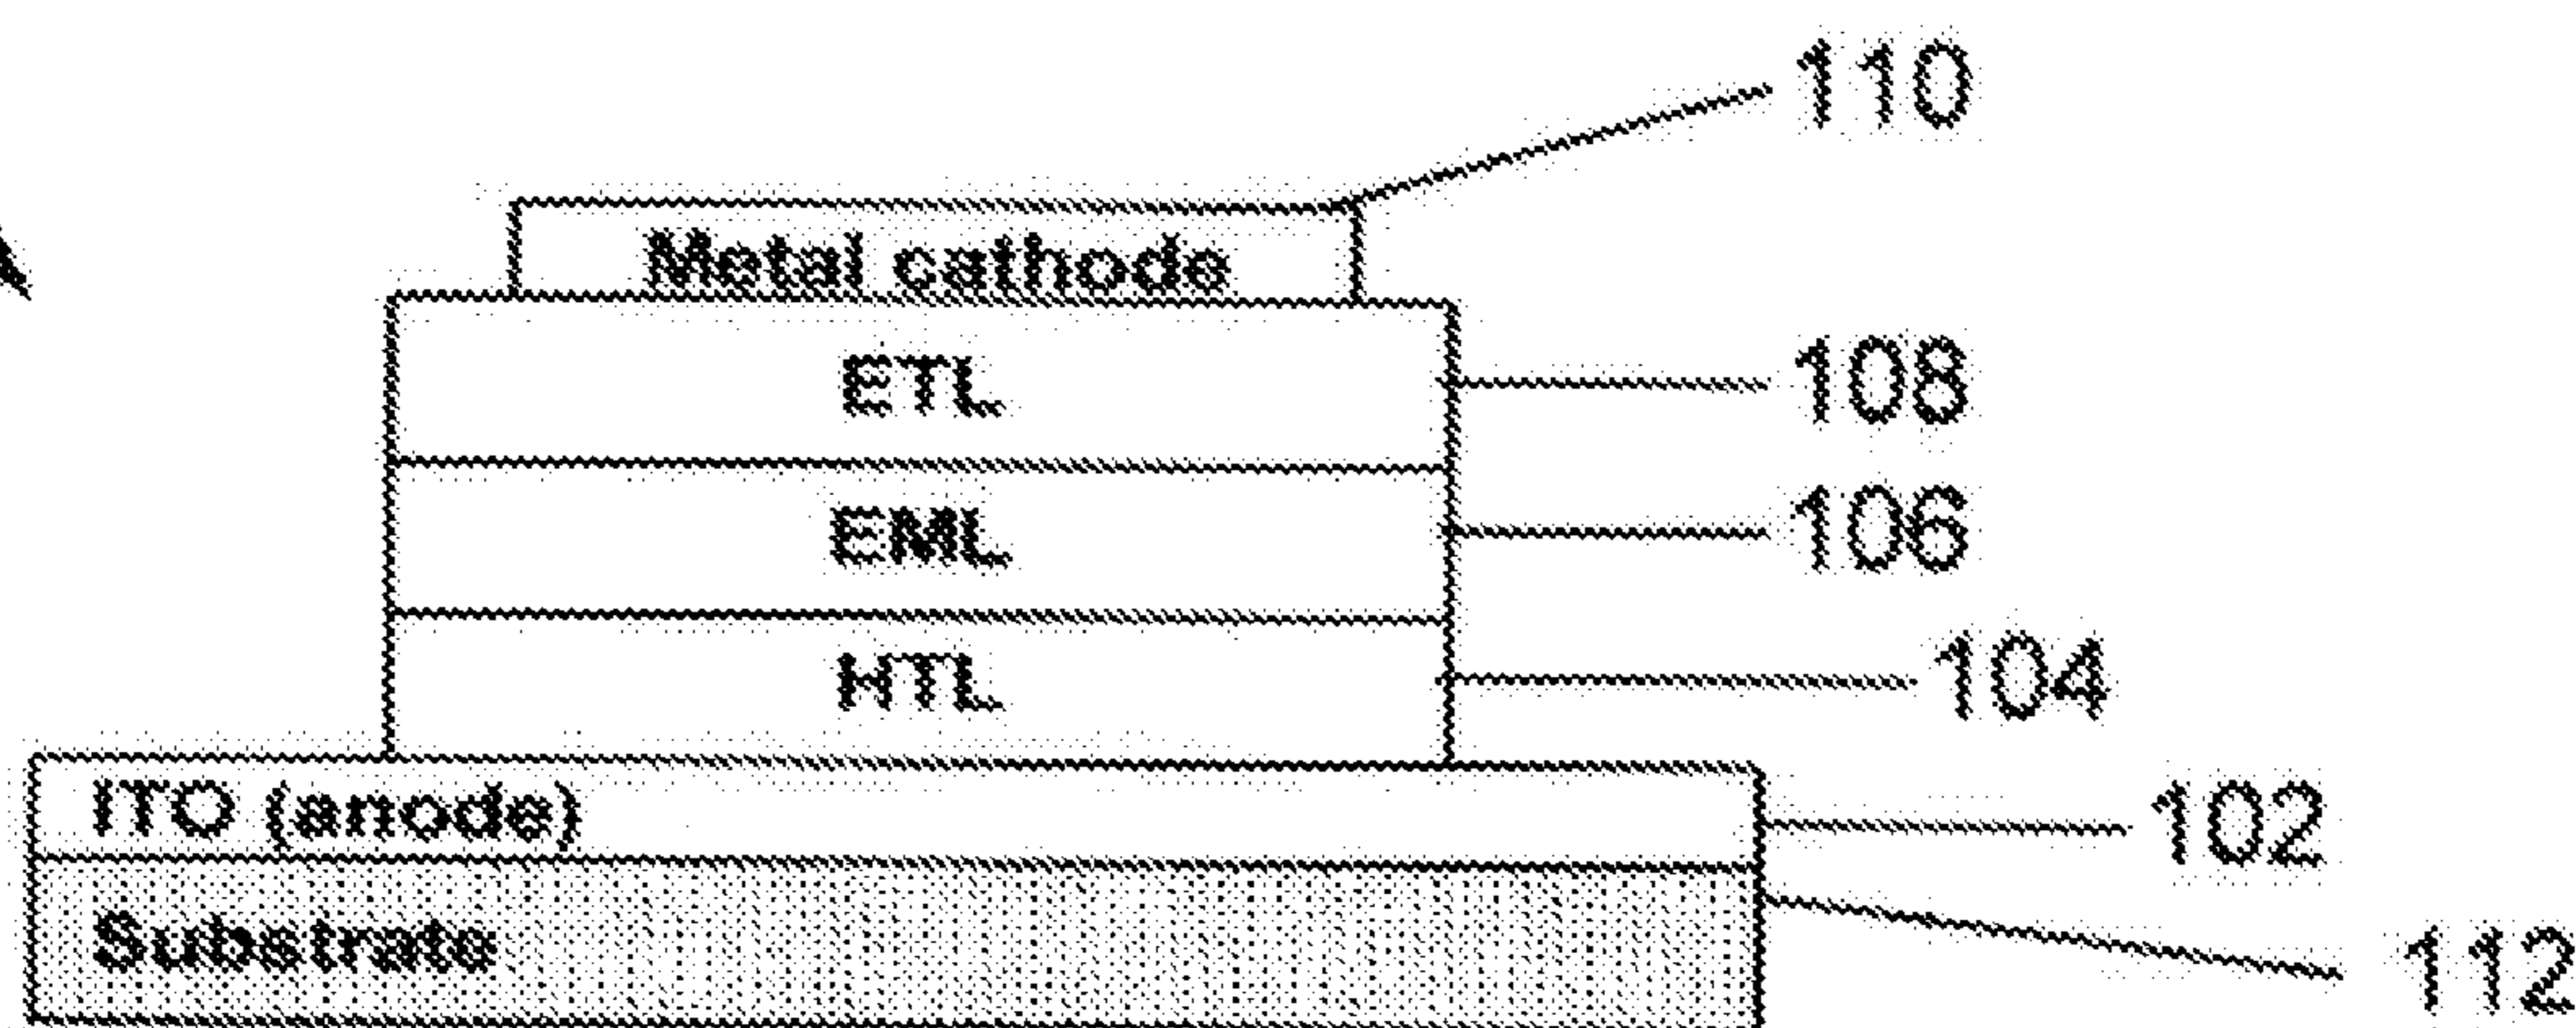 110
Metal cathode
ETL
108
EML
106
HTL
104
ITO (anode)
102
Substrate
112